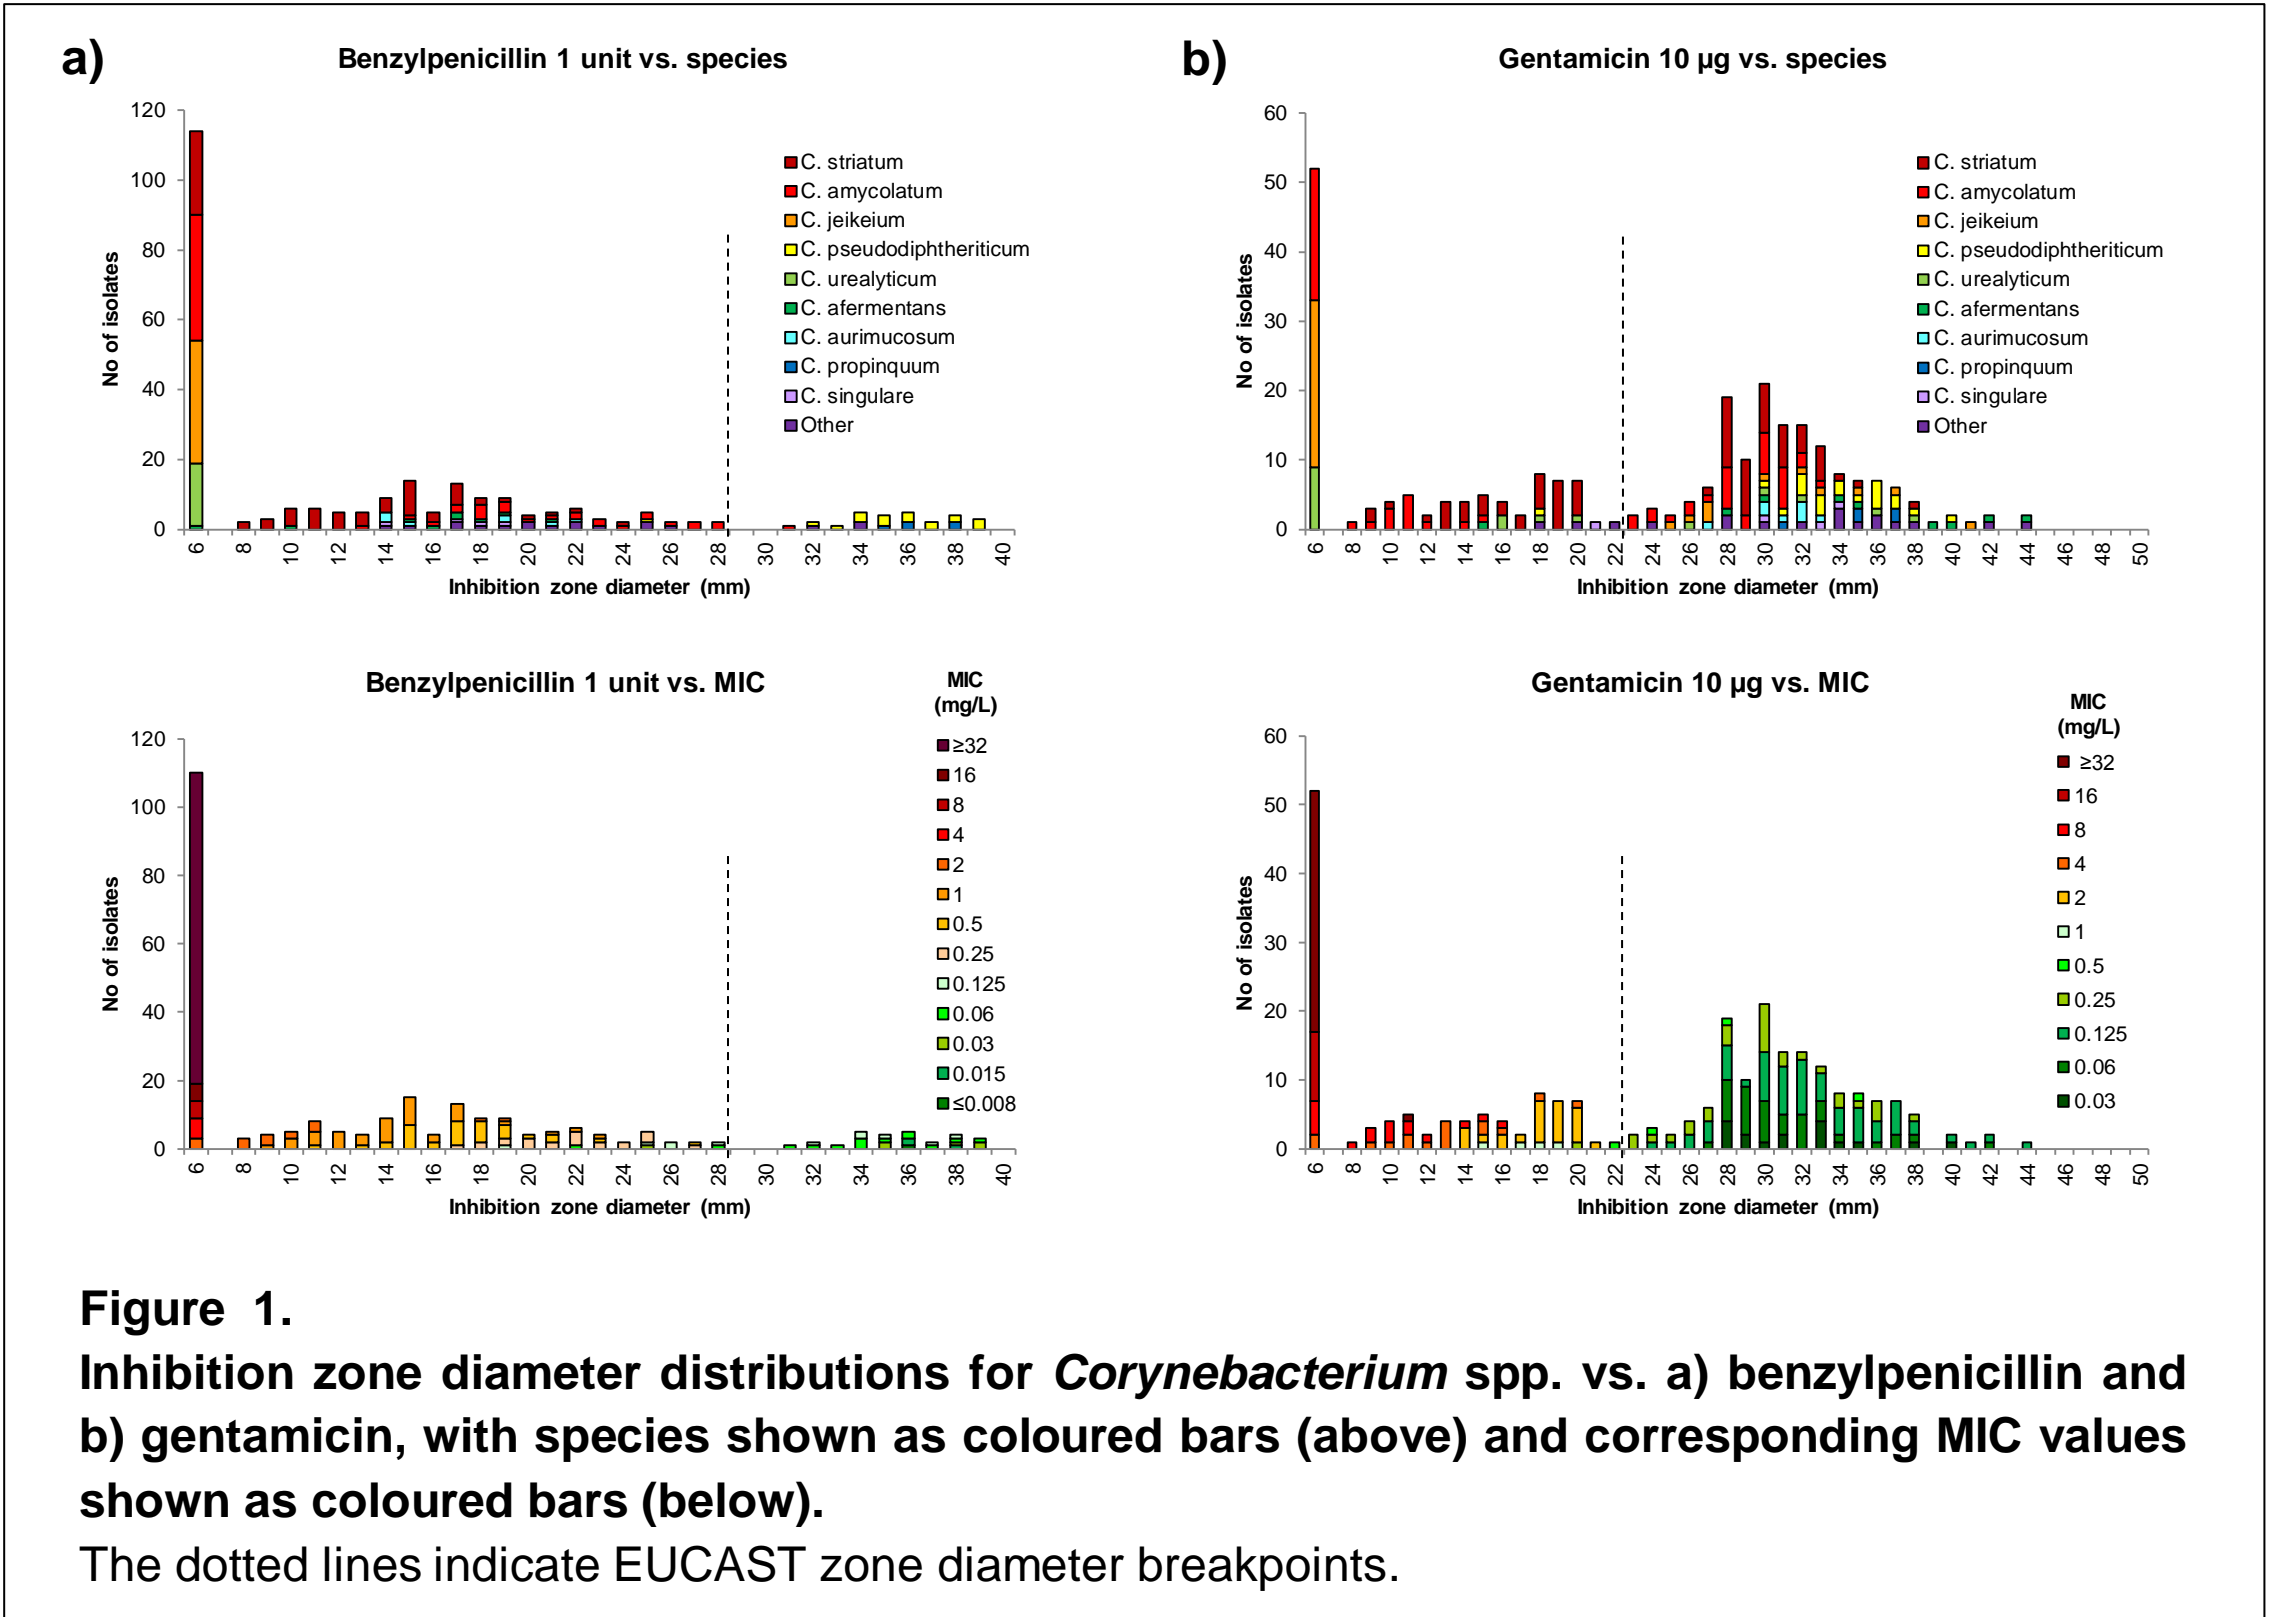 a)
Benzylpenicillin 1 unit vs. species
No of isolates
120
100
80
60
40
20
0
C. striatum
C. amycolatum
C. jeikeium
C. pseudodiphtheriticum
C. urealyticum
C. afermentans
C. aurimucosum
C. propinquum
C. singulare
Other
6 8 10 12 14 16 18 20 22 24 26 28 30 32 34 36 38 40
Inhibition zone diameter (mm)
b)
Gentamicin 10 µg vs. species
No of isolates
60
50
40
30
20
10
0
C. striatum
C. amycolatum
C. jeikeium
C. pseudodiphtheriticum
C. urealyticum
C. afermentans
C. aurimucosum
C. propinquum
C. singulare
Other
6 8 10 12 14 16 18 20 22 24 26 28 30 32 34 36 38 40 42 44 46 48 50
Inhibition zone diameter (mm)
Benzylpenicillin 1 unit vs. MIC
No of isolates
120
100
80
60
40
20
0
MIC
(mg/L)
≥32
16
8
4
2
1
0.5
0.25
0.125
0.06
0.03
0.015
≤0.008
6 8 10 12 14 16 18 20 22 24 26 28 30 32 34 36 38 40
Inhibition zone diameter (mm)
Gentamicin 10 µg vs. MIC
No of isolates
60
50
40
30
20
10
0
MIC
(mg/L)
≥32
16
8
4
2
1
0.5
0.25
0.125
0.06
0.03
6 8 10 12 14 16 18 20 22 24 26 28 30 32 34 36 38 40 42 44 46 48 50
Inhibition zone diameter (mm)
Figure 1.
Inhibition zone diameter distributions for Corynebacterium spp. vs. a) benzylpenicillin and
b) gentamicin, with species shown as coloured bars (above) and corresponding MIC values
shown as coloured bars (below).
The dotted lines indicate EUCAST zone diameter breakpoints.